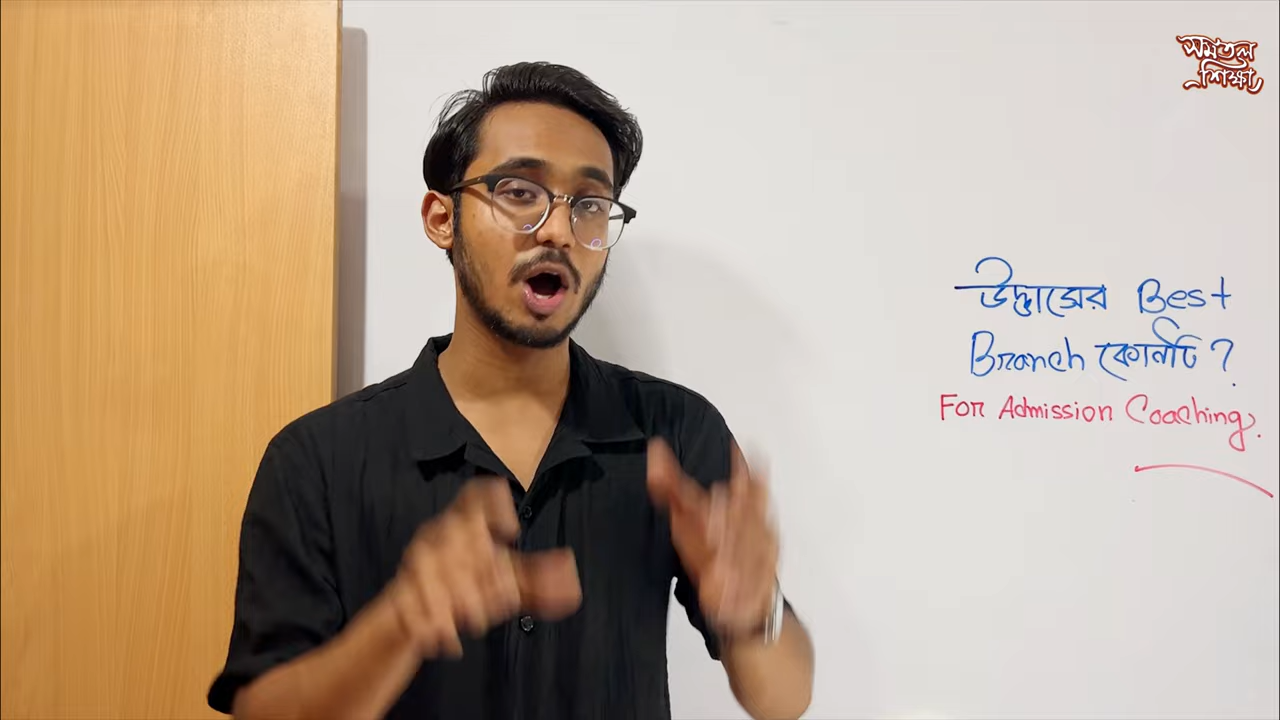 সমতল
শিক্ষা
উদ্ভাসের Best
Branch কোনটি ?
For Admission Coaching.